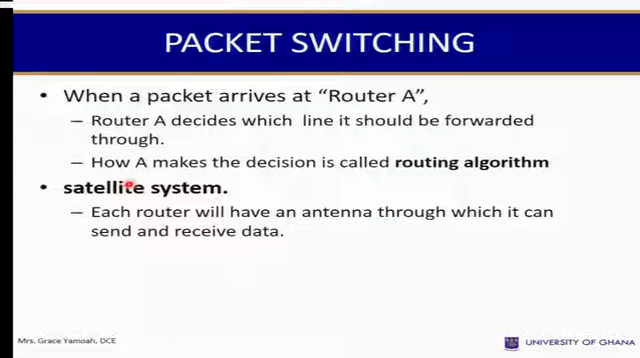 PACKET SWITCHING
• When a packet arrives at “Router A”,
– Router A decides which line it should be forwarded
through.
– How A makes the decision is called routing algorithm
• satellite system.
– Each router will have an antenna through which it can
send and receive data.
Mrs. Grace Yamoah, DCE
UNIVERSITY OF GHANA